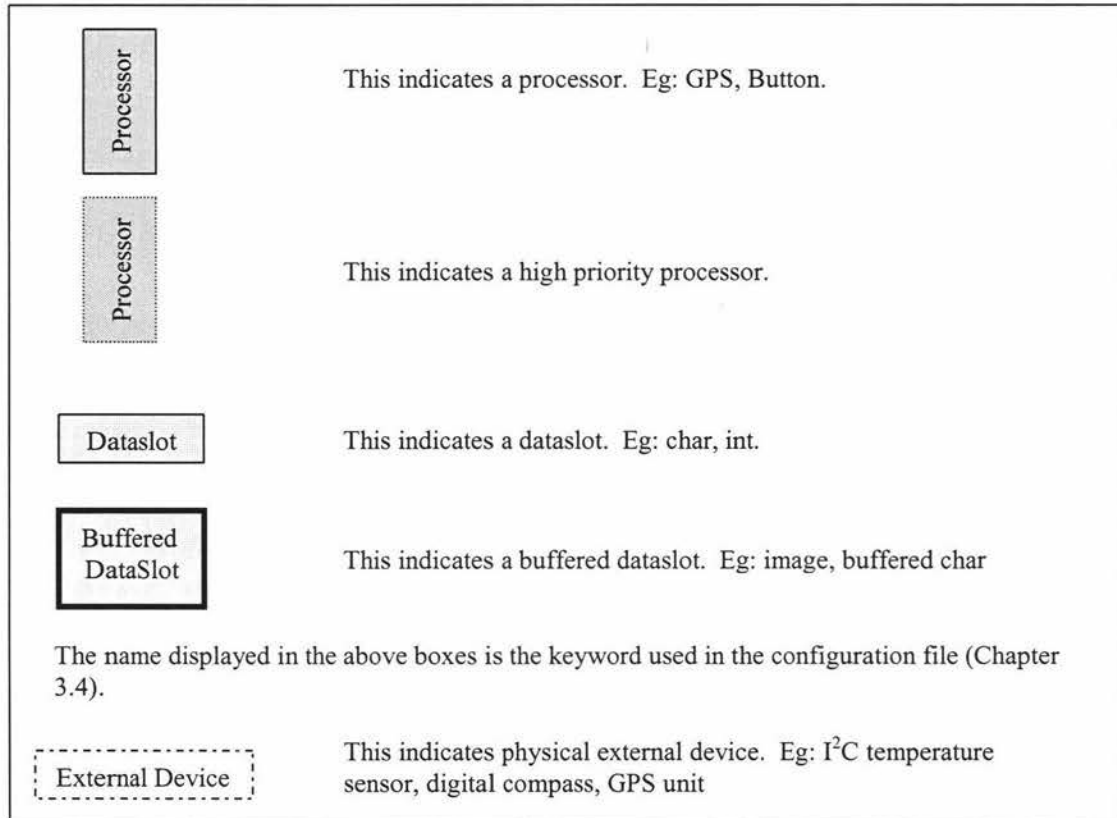 Processor
This indicates a processor. Eg: GPS, Button.
Processor
This indicates a high priority processor.
Dataslot
This indicates a dataslot. Eg: char, int.
Buffered
DataSlot
This indicates a buffered dataslot. Eg: image, buffered char
The name displayed in the above boxes is the keyword used in the configuration file (Chapter
3.4).
External Device
This indicates physical external device. Eg: I²C temperature
sensor, digital compass, GPS unit